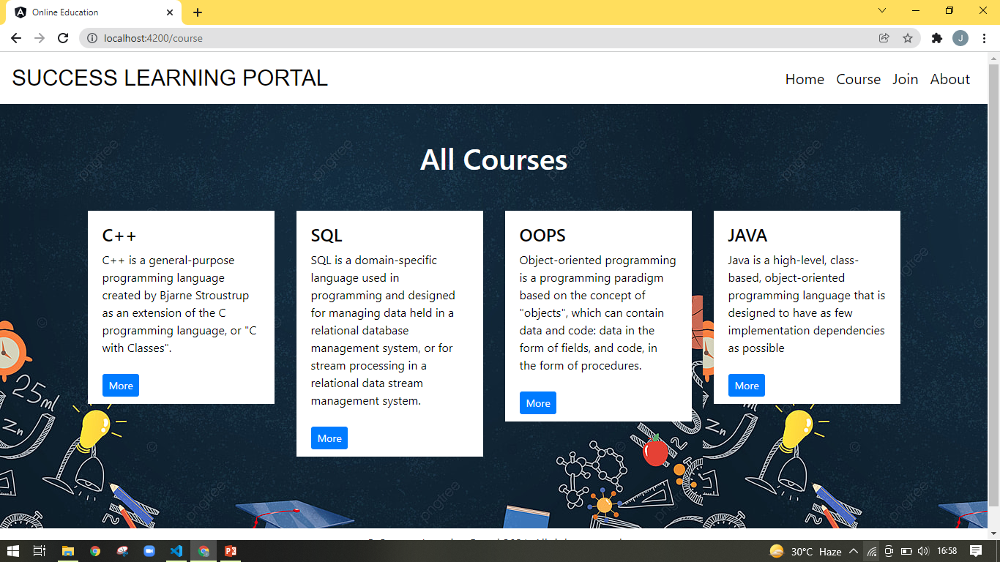 Online Education
localhost:4200/course
J
SUCCESS LEARNING PORTAL
Home Course Join About
All Courses
C++
C++ is a general-purpose
programming language
created by Bjarne Stroustrup
as an extension of the C
programming language, or "C
with Classes".
More
SQL
SQL is a domain-specific
language used in
programming and designed
for managing data held in a
relational database
management system, or for
stream processing in a
relational data stream
management system.
More
OOPS
Object-oriented programming
is a programming paradigm
based on the concept of
"objects", which can contain
data and code: data in the
form of fields, and code, in
the form of procedures.
More
JAVA
Java is a high-level, class-
based, object-oriented
programming language that is
designed to have as few
implementation dependencies
as possible
More
pngtree
25ml
Zn
30°C Haze
16:58